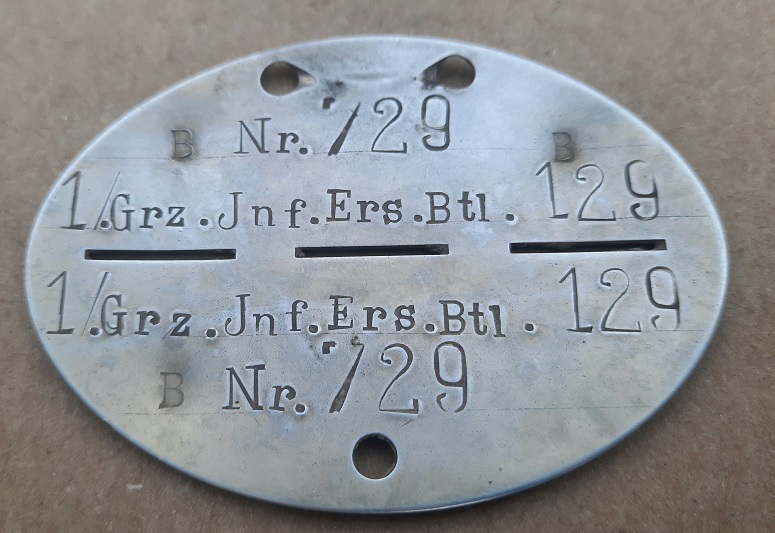 B Nr. 729 B
1/.Grz.Jnf.Ers.Btl. 129
1/.Grz.Jnf.Ers.Btl. 129
B Nr. 729